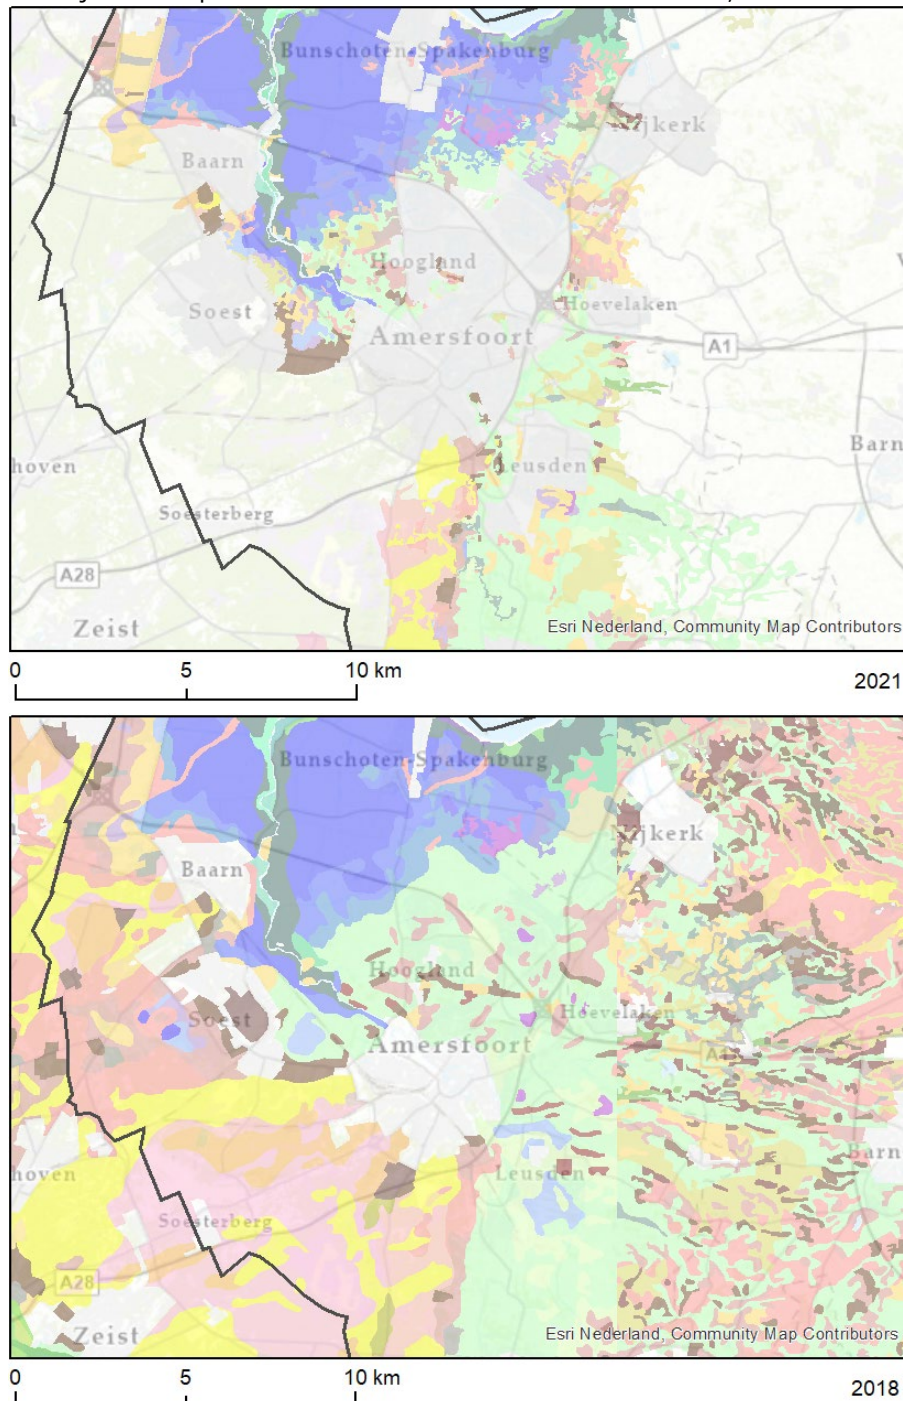 Bunschoten-Spakenburg
Nijkerk
Baarn
Hoogland
Hoevelaken
Soest
Amersfoort
A1
Barn
hoven
Leusden
Soesterberg
A28
Zeist
Esri Nederland, Community Map Contributors
0 5 10 km
2021
Bunschoten-Spakenburg
Nijkerk
Baarn
Hoogland
Soest
Hoevelaken
Amersfoort
Barn
hoven
Leusden
Soesterberg
A28
Zeist
Esri Nederland, Community Map Contributors
0 5 10 km
2018